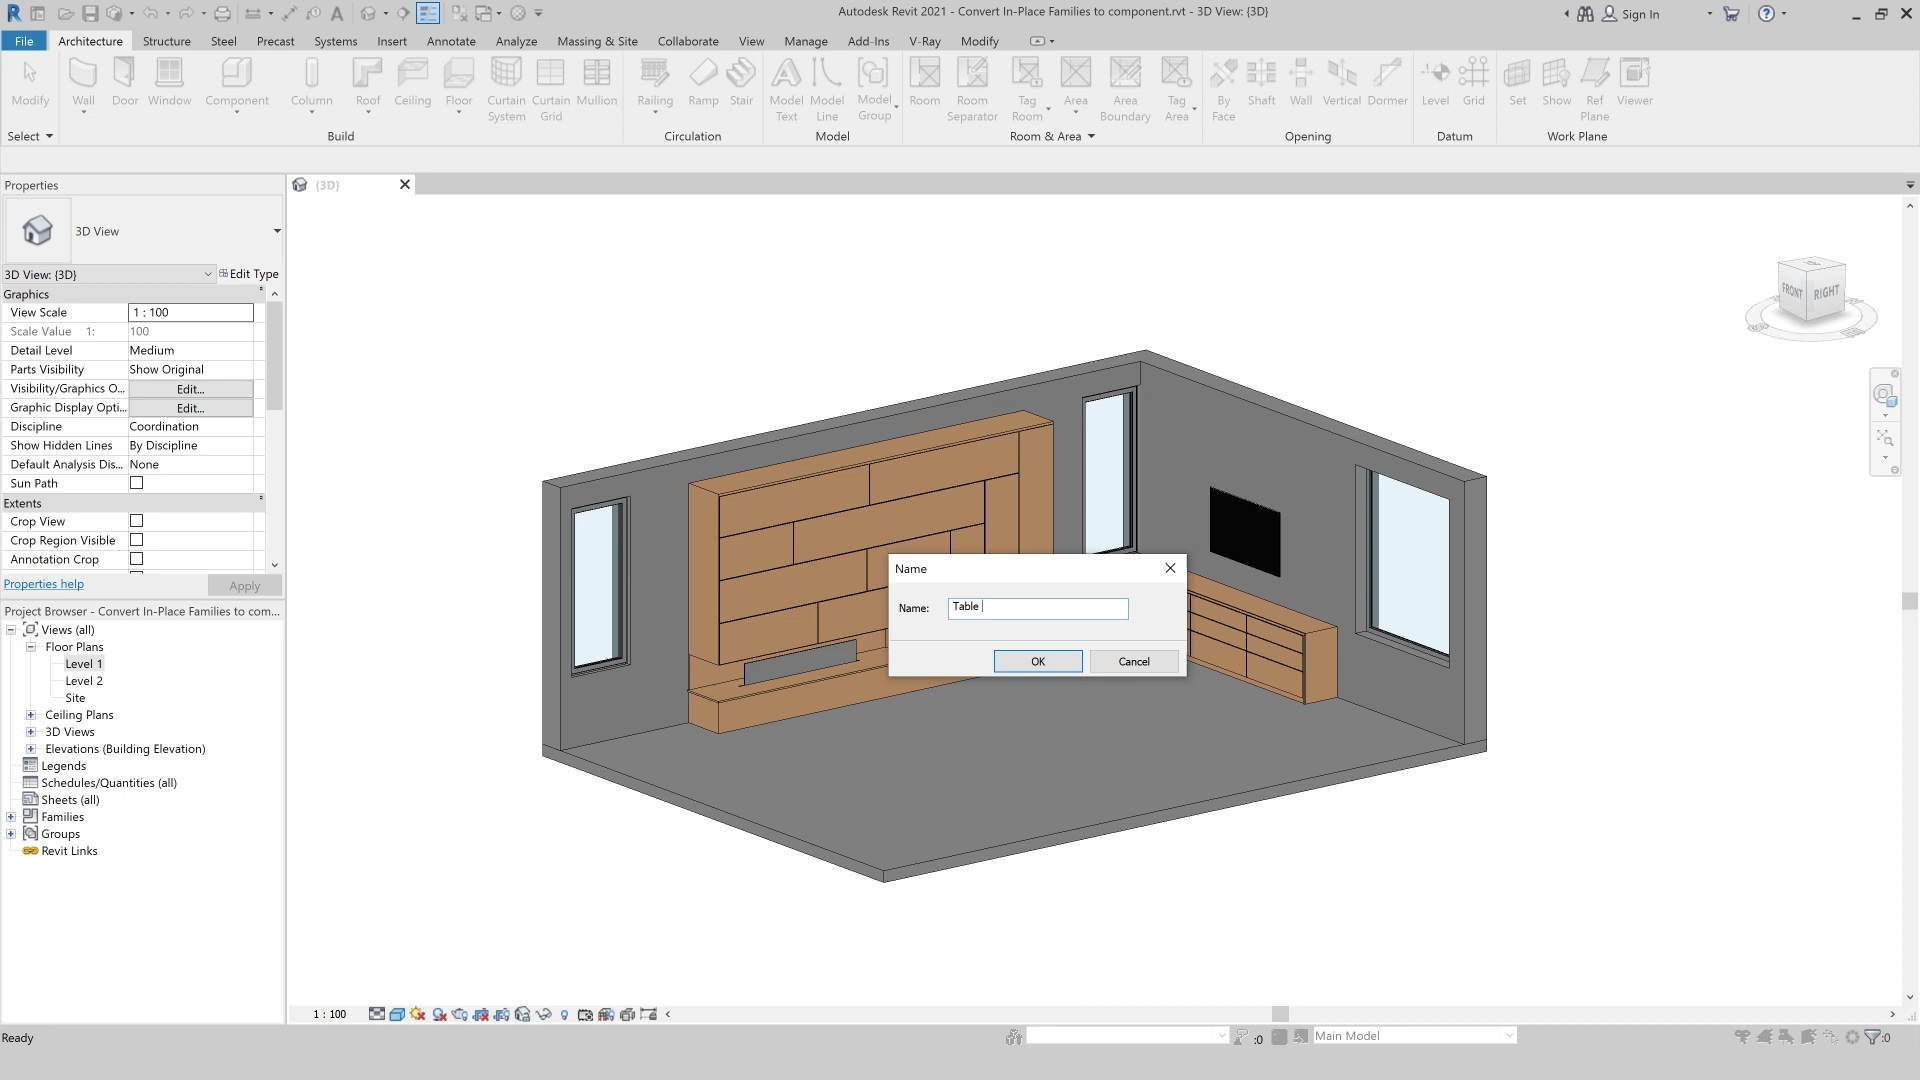 Autodesk Revit 2021 - Convert In-Place Families to component.rvt - 3D View: {3D}
Sign In
File Architecture Structure Steel Precast Systems Insert Annotate Analyze Massing & Site Collaborate View Manage Add-Ins V-Ray Modify
Modify Wall Door Window Component Column Roof Ceiling Floor Curtain System Curtain Grid Mullion Railing Ramp Stair Model Text Model Line Model Group Room Room Separator Tag Room Area Area Boundary Tag Area By Face Shaft Wall Vertical Dormer Level Grid Set Show Ref Plane Viewer
Select Build Circulation Model Room & Area Opening Datum Work Plane
Properties
{3D}
3D View
3D View: {3D} Edit Type
Graphics
View Scale 1 : 100
Scale Value 1: 100
Detail Level Medium
Parts Visibility Show Original
Visibility/Graphics O... Edit...
Graphic Display Opti... Edit...
Discipline Coordination
Show Hidden Lines By Discipline
Default Analysis Dis... None
Sun Path
Extents
Crop View
Crop Region Visible
Annotation Crop
Properties help Apply
Project Browser - Convert In-Place Families to com...
Views (all)
Floor Plans
Level 1
Level 2
Site
Ceiling Plans
3D Views
Elevations (Building Elevation)
Legends
Schedules/Quantities (all)
Sheets (all)
Families
Groups
Revit Links
FRONT RIGHT
Name
Name: Table
OK Cancel
1 : 100
Ready
:0
Main Model
:0